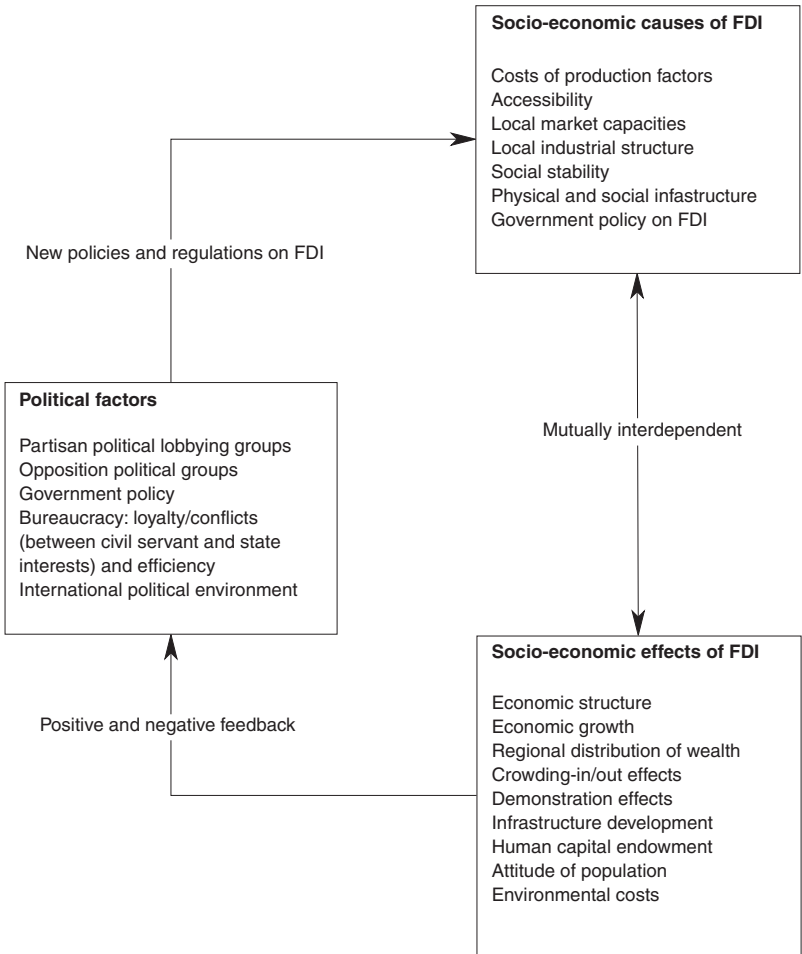 Socio-economic causes of FDI
Costs of production factors
Accessibility
Local market capacities
Local industrial structure
Social stability
Physical and social infastructure
Government policy on FDI
New policies and regulations on FDI
Political factors
Partisan political lobbying groups
Opposition political groups
Government policy
Bureaucracy: loyalty/conflicts
(between civil servant and state
interests) and efficiency
International political environment
Mutually interdependent
Positive and negative feedback
Socio-economic effects of FDI
Economic structure
Economic growth
Regional distribution of wealth
Crowding-in/out effects
Demonstration effects
Infrastructure development
Human capital endowment
Attitude of population
Environmental costs